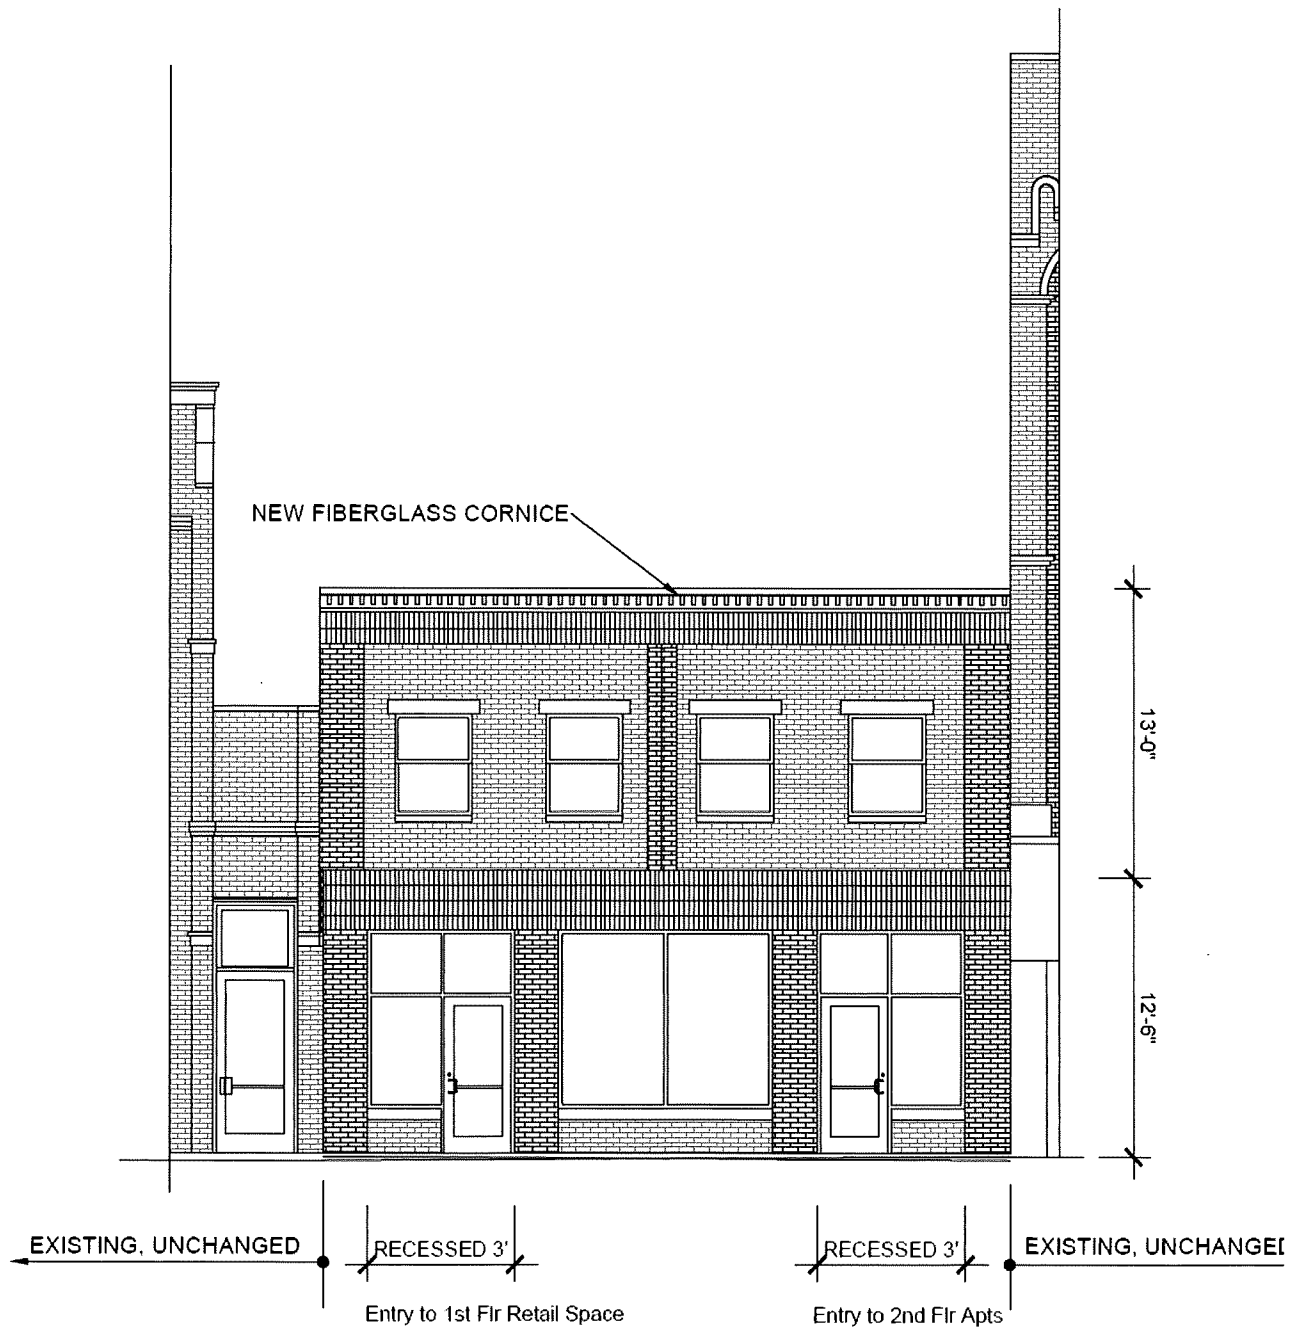 NEW FIBERGLASS CORNICE
13'-0"
12'-6"
EXISTING, UNCHANGED
RECESSED 3'
RECESSED 3'
EXISTING, UNCHANGED
Entry to 1st Flr Retail Space
Entry to 2nd Flr Apts